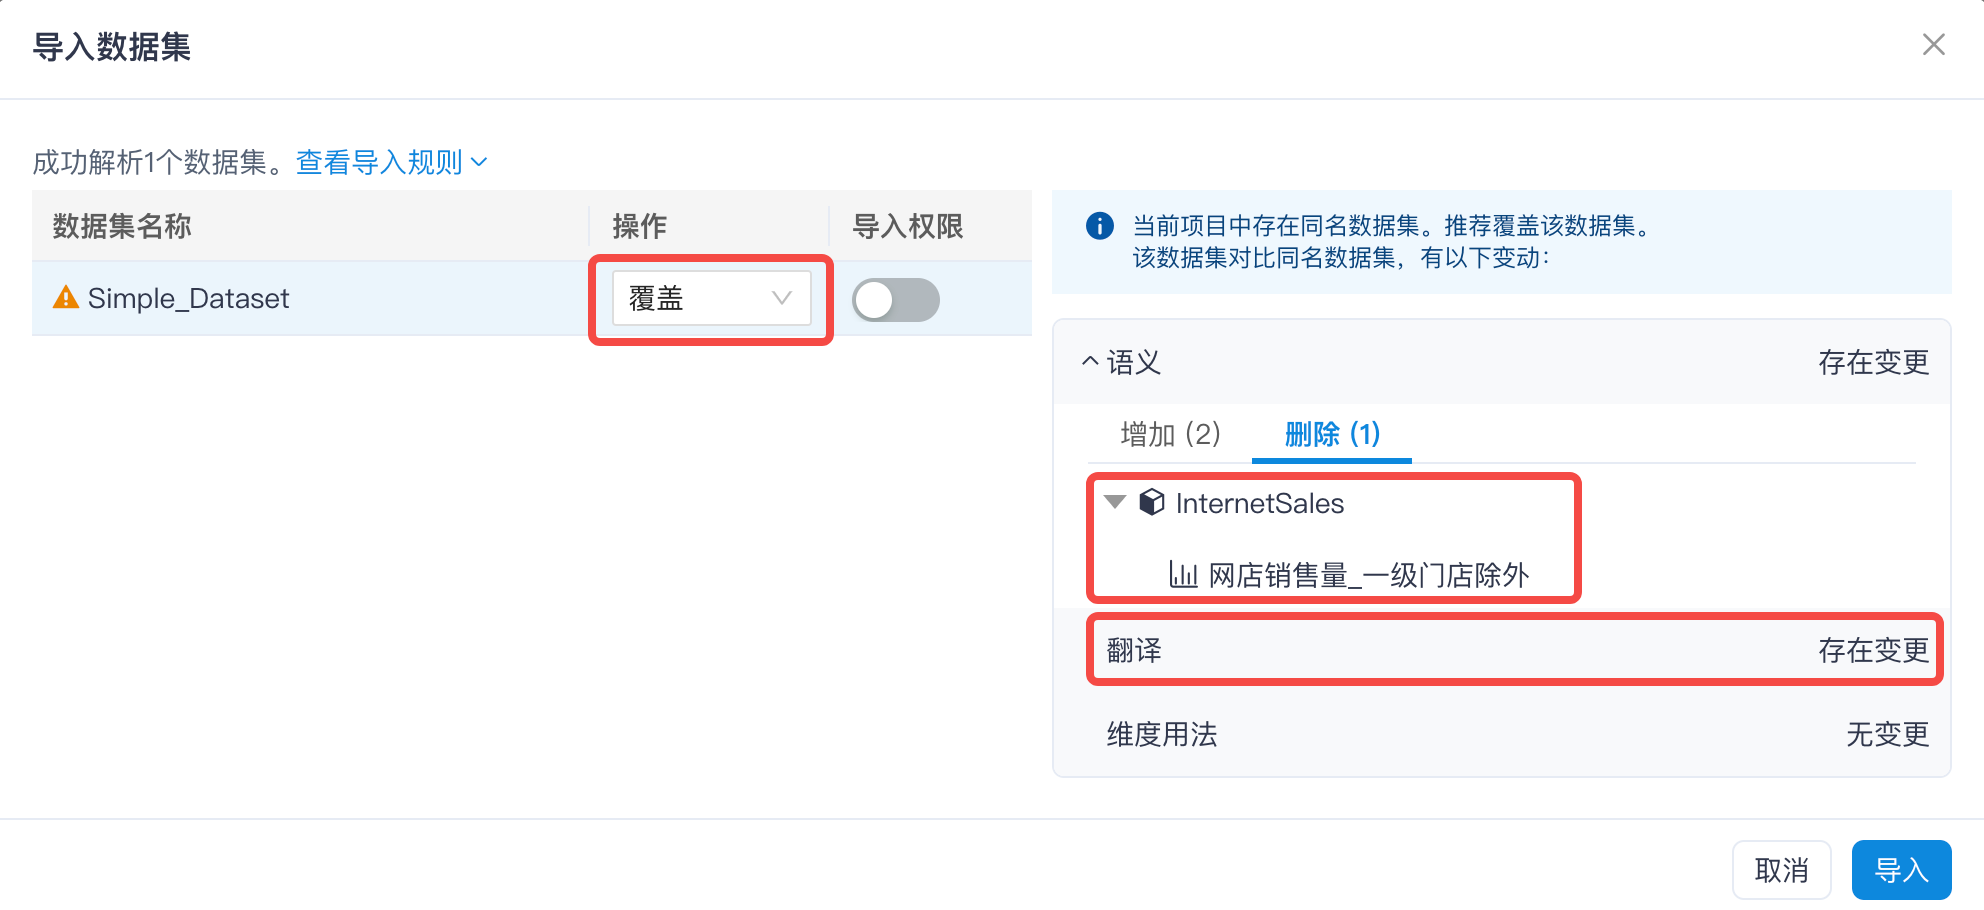 导入数据集
成功解析1个数据集。查看导入规则
数据集名称 操作 导入权限
Simple_Dataset 覆盖
当前项目中存在同名数据集。推荐覆盖该数据集。
该数据集对比同名数据集，有以下变动：
语义 存在变更
增加 (2) 删除 (1)
InternetSales
网店销售量_一级门店除外
翻译 存在变更
维度用法 无变更
取消 导入